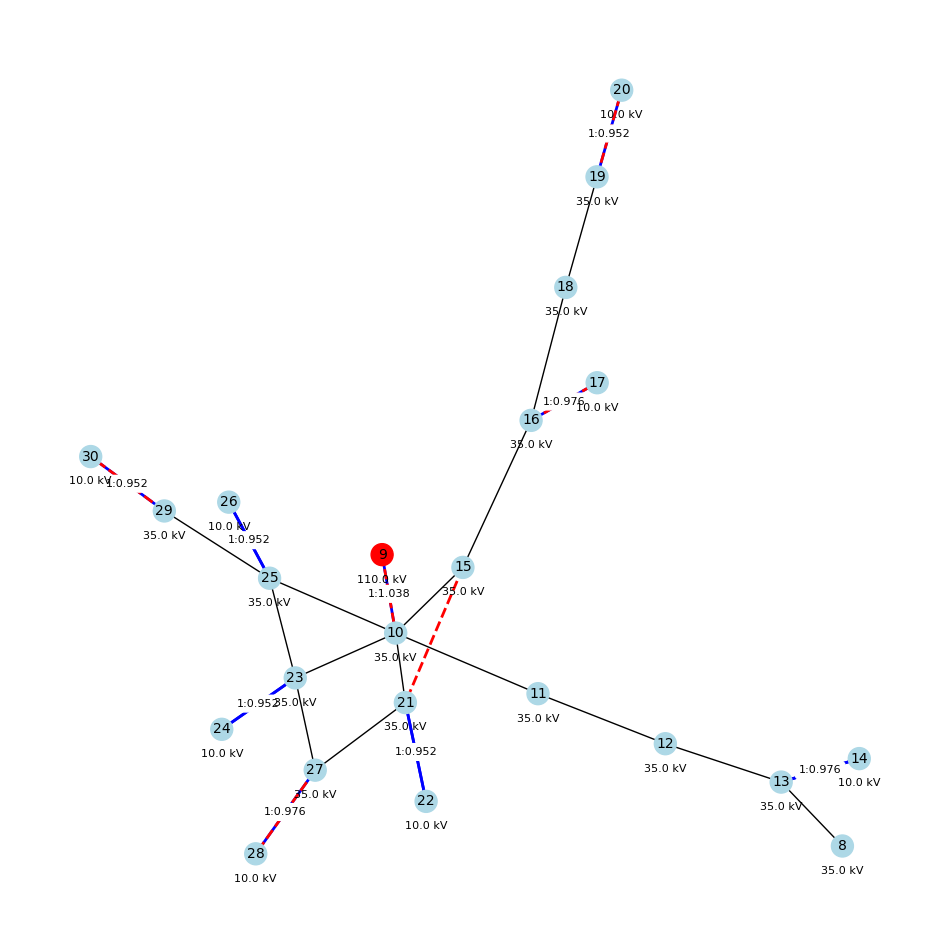 20
10.0 kV
1:0.952
19
35.0 kV
18
35.0 kV
17
1:0.976
10.0 kV
16
35.0 kV
30
10.0 kV
1:0.952
26
29
10.0 kV
35.0 kV
1:0.952
9
15
25
110.0 kV
35.0 kV
1:1.038
35.0 kV
10
35.0 kV
23
11
1:0.952
35.0 kV
21
35.0 kV
35.0 kV
24
12
1:0.952
10.0 kV
14
35.0 kV
27
1:0.976
13
10.0 kV
35.0 kV
22
35.0 kV
1:0.976
10.0 kV
8
28
35.0 kV
10.0 kV